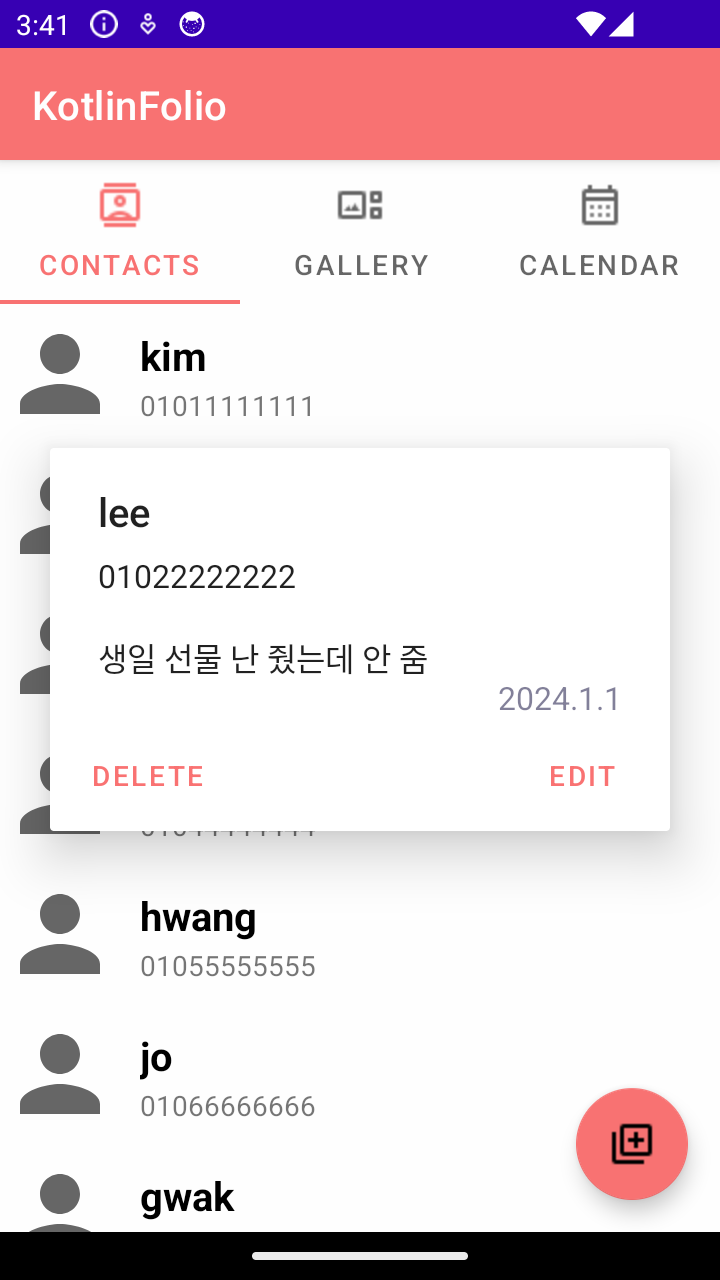 3:41
KotlinFolio
CONTACTS
GALLERY
CALENDAR
kim
01011111111
lee
01022222222
생일 선물 난 줬는데 안 줌
2024.1.1
DELETE
EDIT
hwang
01055555555
jo
01066666666
gwak